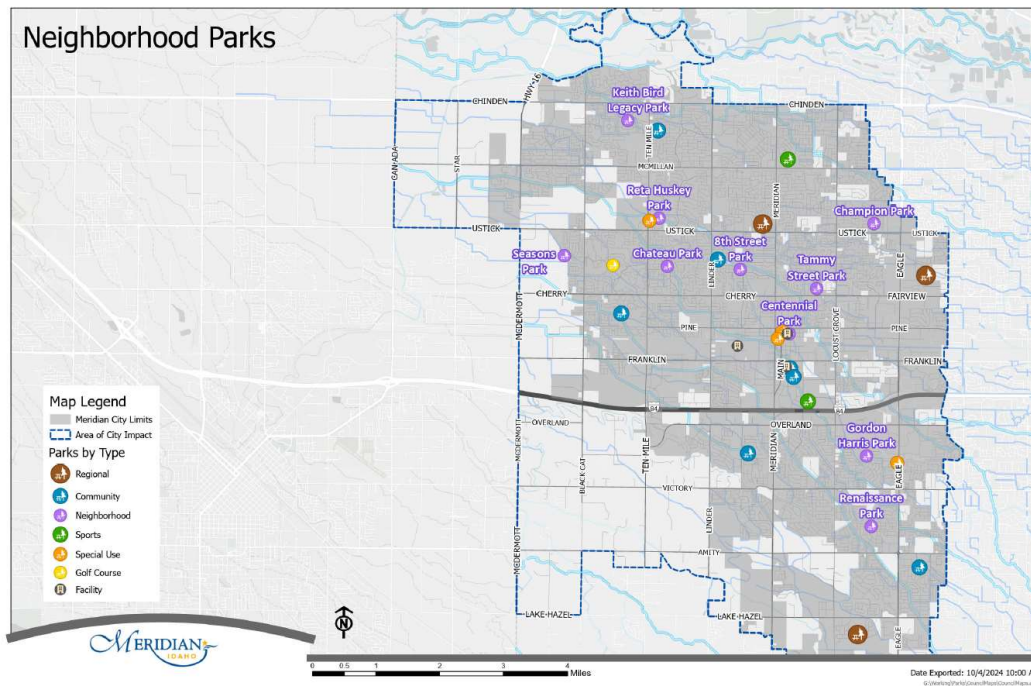 Neighborhood Parks
HWY-16
CHINDEN
CHINDEN
Keith Bird
Legacy Park
TEN MILE
CANADA
STAR
MCMILLAN
MERIDIAN
Reta Huskey
Park
Champion Park
USTICK
USTICK
USTICK
USTICK
Seasons
Park
Chateau Park
LINDER
8th Street
Park
Tammy
Street Park
EAGLE
CHERRY
CHERRY
FAIRVIEW
MCDERMOTT
Centennial
Park
PINE
PINE
LOCUST GROVE
FRANKLIN
MAIN
FRANKLIN
Map Legend
Meridian City Limits
Area of City Impact
Parks by Type
Regional
Community
Neighborhood
Sports
Special Use
Golf Course
Facility
84
84
OVERLAND
OVERLAND
MCDERMOTT
BLACK CAT
TEN MILE
MERIDIAN
Gordon
Harris Park
EAGLE
VICTORY
LINDER
Renaissance
Park
AMITY
MCDERMOTT
LAKE HAZEL
LAKE HAZEL
EAGLE
N
MERIDIAN
IDAHO
0 0.5 1 2 3 4
Miles
Date Exported: 10/4/2024 10:00 A